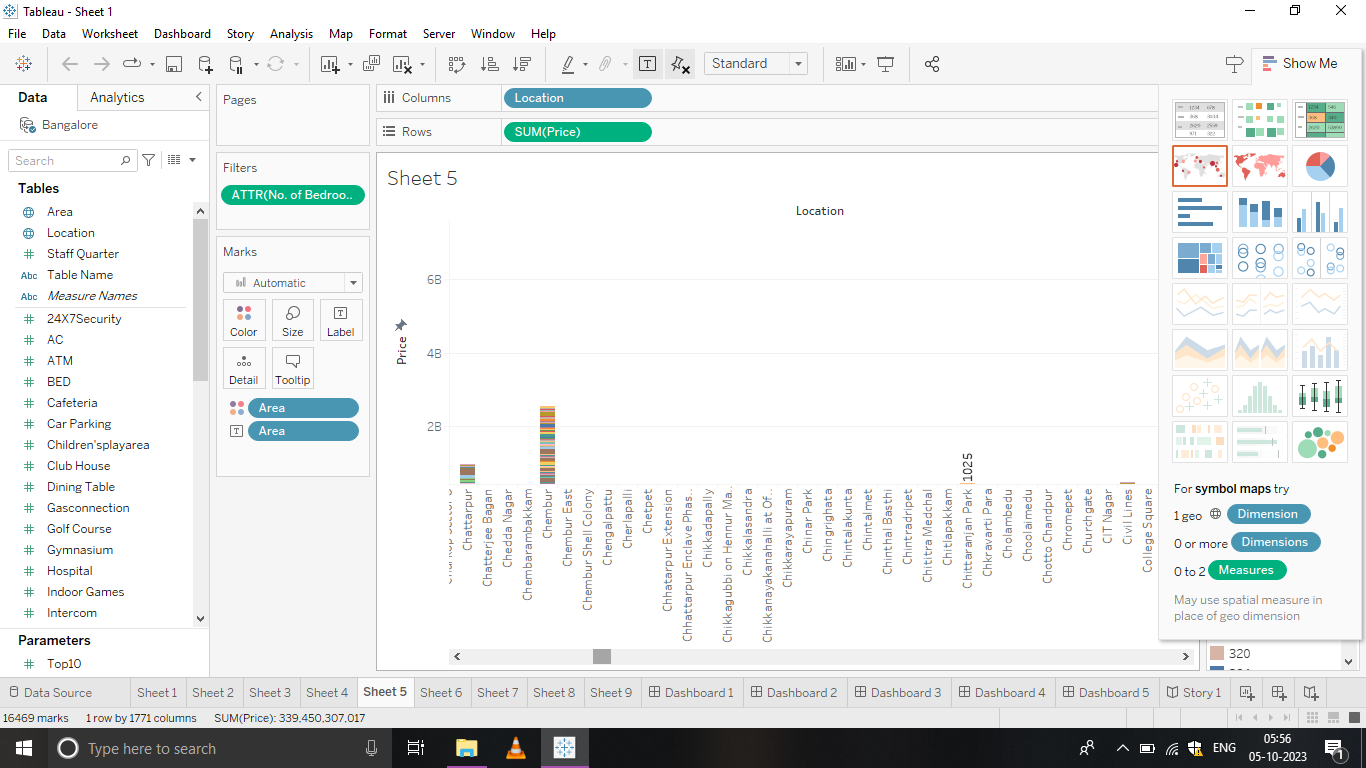 Tableau - Sheet 1
File Data Worksheet Dashboard Story Analysis Map Format Server Window Help
Standard
Show Me
Data Analytics
Bangalore
Search
Tables
Area
Location
Staff Quarter
Abc Table Name
Abc Measure Names
24X7Security
AC
ATM
BED
Cafeteria
Car Parking
Children'splayarea
Club House
Dining Table
Gasconnection
Golf Course
Gymnasium
Hospital
Indoor Games
Intercom
Parameters
Top10
Pages
Filters
ATTR(No. of Bedroo..
Marks
Automatic
Color Size Label
Detail Tooltip
Area
Area
Columns Location
Rows SUM(Price)
Sheet 5
Location
Price
6B
4B
2B
1025
Chattarpur
Chatterjee Bagan
Chedda Nagar
Chembarambakkam
Chembur
Chembur East
Chembur Shell Colony
Chengalpattu
Cherlapalli
Chetpet
Chhattarpur Extension
Chhattarpur Enclave Phas..
Chikkadapally
Chikkagubbi on Hennur Ma..
Chikkalasandra
Chikkanayakanahalli at Of..
Chikkarayapuram
Chinar Park
Chingrighata
Chintalakunta
Chintalmet
Chinthal Basthi
Chintradripet
Chititra Medchal
Chitlapakkam
Chittaranjan Park
Chkravarti Para
Cholambedu
Choolaimedu
Chotto Chandpur
Chromepet
Churchgate
CIT Nagar
Civil Lines
College Square
For symbol maps try
1 geo Dimension
0 or more Dimensions
0 to 2 Measures
May use spatial measure in
place of geo dimension
320
Data Source Sheet 1 Sheet 2 Sheet 3 Sheet 4 Sheet 5 Sheet 6 Sheet 7 Sheet 8 Sheet 9 Dashboard 1 Dashboard 2 Dashboard 3 Dashboard 4 Dashboard 5 Story 1
16469 marks 1 row by 1771 columns SUM(Price): 339,450,307,017
Type here to search
ENG
05:56
05-10-2023
1